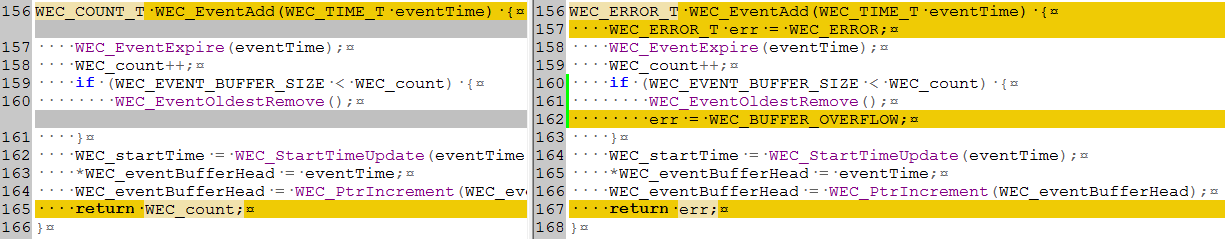 156 WEC_COUNT_T·WEC_EventAdd(WEC_TIME_T·eventTime)·{¤
157 ····WEC_EventExpire(eventTime);¤
158 ····WEC_count++;¤
159 ····if·(WEC_EVENT_BUFFER_SIZE·<·WEC_count)·{¤
160 ········WEC_EventOldestRemove();¤
161 ····}¤
162 ····WEC_startTime·=·WEC_StartTimeUpdate(eventTime
163 ····*WEC_eventBufferHead·=·eventTime;¤
164 ····WEC_eventBufferHead·=·WEC_PtrIncrement(WEC_eve
165 ····return·WEC_count;¤
166 }¤
156 WEC_ERROR_T·WEC_EventAdd(WEC_TIME_T·eventTime)·{¤
157 ····WEC_ERROR_T·err·=·WEC_ERROR;¤
158 ····WEC_EventExpire(eventTime);¤
159 ····WEC_count++;¤
160 ····if·(WEC_EVENT_BUFFER_SIZE·<·WEC_count)·{¤
161 ········WEC_EventOldestRemove();¤
162 ········err·=·WEC_BUFFER_OVERFLOW;¤
163 ····}¤
164 ····WEC_startTime·=·WEC_StartTimeUpdate(eventTime);¤
165 ····*WEC_eventBufferHead·=·eventTime;¤
166 ····WEC_eventBufferHead·=·WEC_PtrIncrement(WEC_eventBufferHead);¤
167 ····return·err;¤
168 }¤